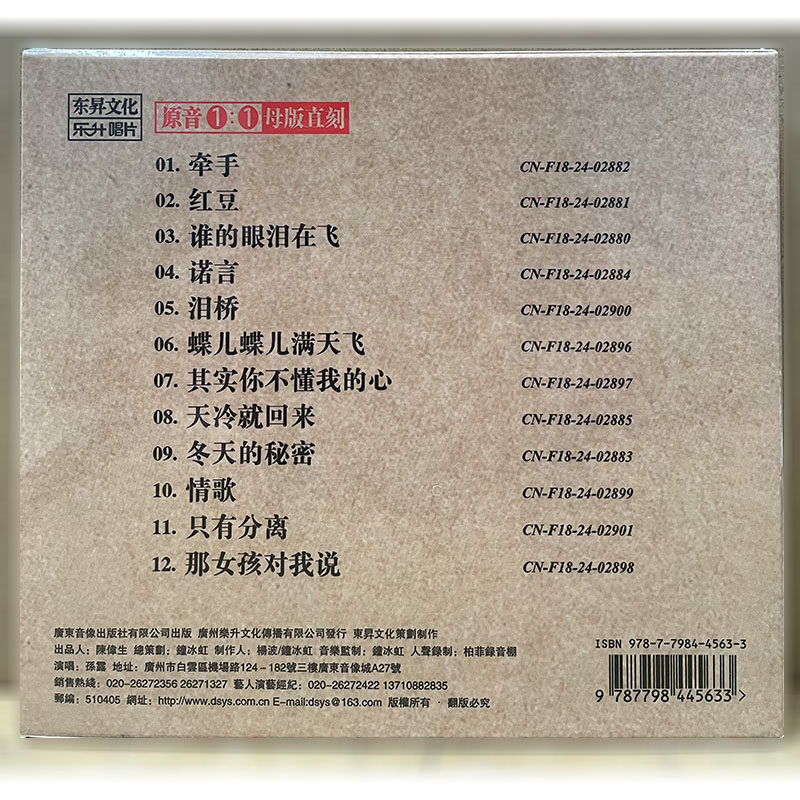 东昇文化
乐升唱片
原音1:1母版直刻
01. 牵手 CN-F18-24-02882
02. 红豆 CN-F18-24-02881
03. 谁的眼泪在飞 CN-F18-24-02880
04. 诺言 CN-F18-24-02884
05. 泪桥 CN-F18-24-02900
06. 蝶儿蝶儿满天飞 CN-F18-24-02896
07. 其实你不懂我的心 CN-F18-24-02897
08. 天冷就回来 CN-F18-24-02885
09. 冬天的秘密 CN-F18-24-02883
10. 情歌 CN-F18-24-02899
11. 只有分离 CN-F18-24-02901
12. 那女孩对我说 CN-F18-24-02898
廣東音像出版社有限公司出版 廣州樂升文化傳播有限公司發行 東昇文化策劃制作
出品人：陳偉生 總策劃：鐘冰虹 制作人：楊波/鐘冰虹 音樂監制：鐘冰虹 人聲録制：柏菲録音棚
演唱：孫露 地址：廣州市白雲區機場路124-182號三樓廣東音像城A27號
銷售熱綫：020-26272356 26271327 藝人演藝經紀：020-26272422 13710882835
郵編：510405 網址：http://www.dsys.com.cn E-mail:dsys@163.com 版權所有·翻版必究
ISBN 978-7-7984-4563-3
9 787798 445633 >